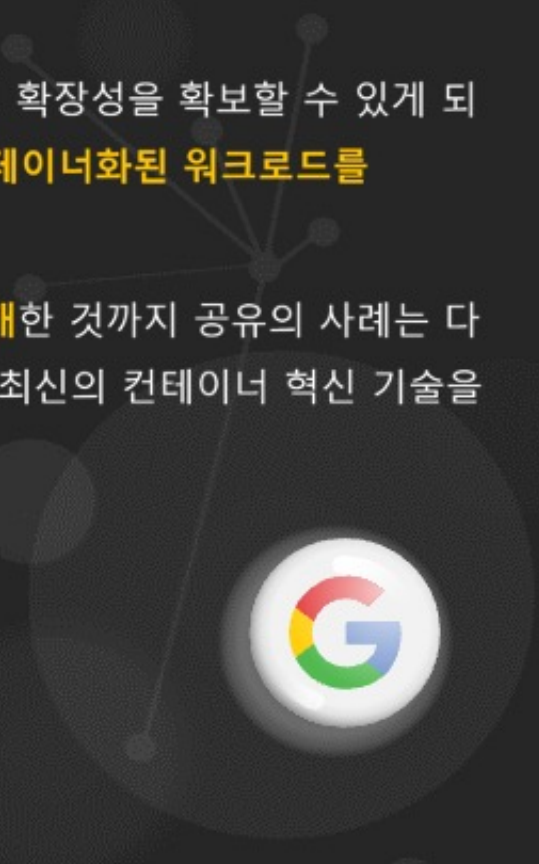 확장성을 확보할 수 있게 되
테이너화된 워크로드를
한 것까지 공유의 사례는 다
최신의 컨테이너 혁신 기술을
G